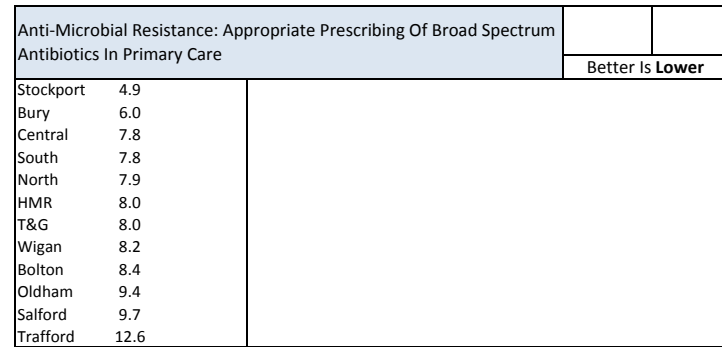 Anti-Microbial Resistance: Appropriate Prescribing Of Broad Spectrum
Antibiotics In Primary Care
Better Is Lower
Stockport 4.9
Bury 6.0
Central 7.8
South 7.8
North 7.9
HMR 8.0
T&G 8.0
Wigan 8.2
Bolton 8.4
Oldham 9.4
Salford 9.7
Trafford 12.6